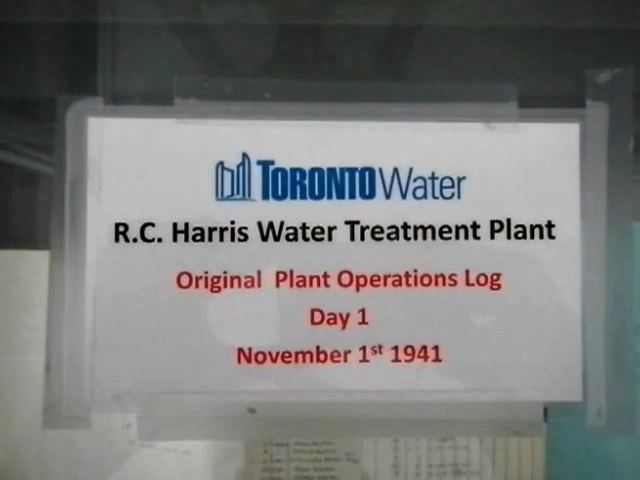 TORONTO Water
R.C. Harris Water Treatment Plant
Original Plant Operations Log
Day 1
November 1st 1941